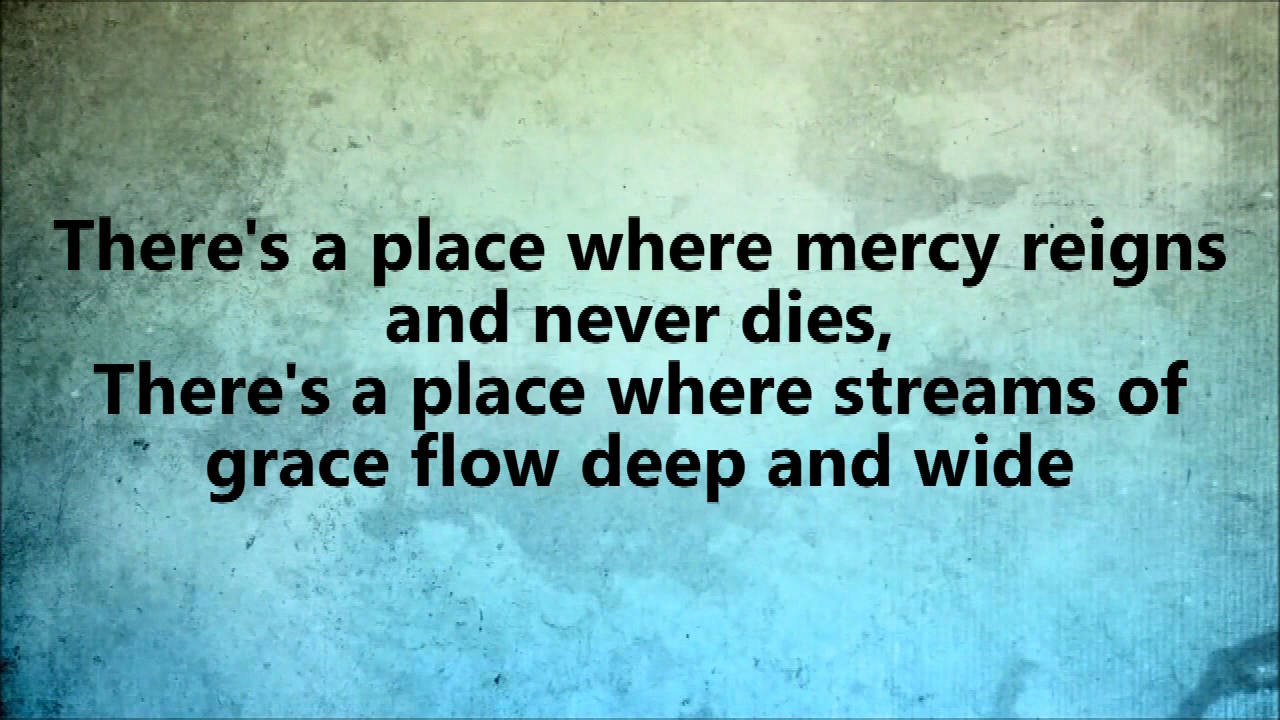 There's a place where mercy reigns
and never dies,
There's a place where streams of
grace flow deep and wide